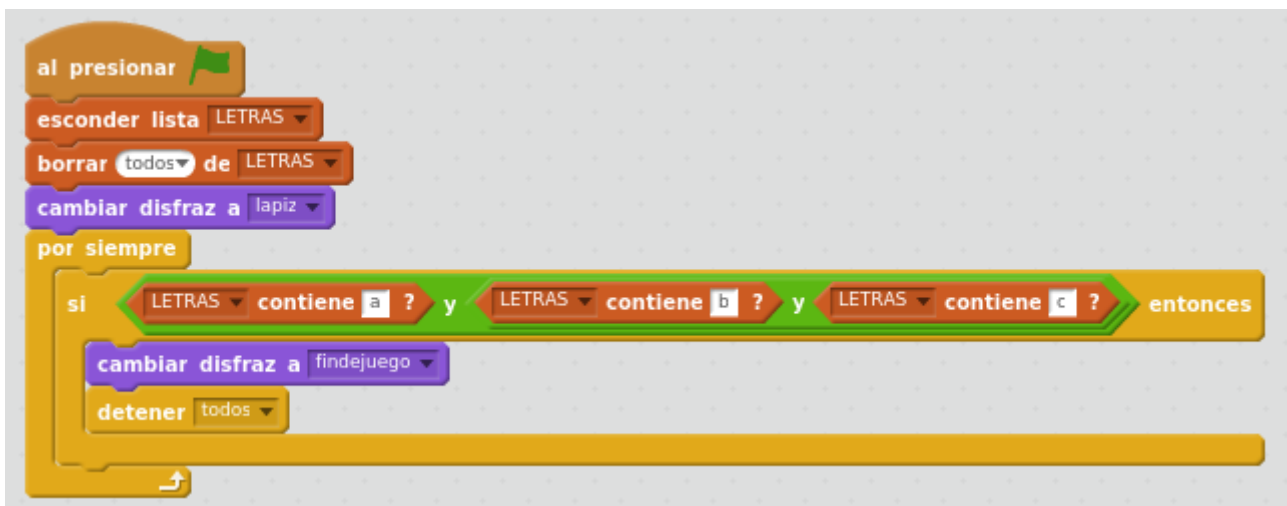 al presionar
esconder lista LETRAS
borrar todos de LETRAS
cambiar disfraz a lapiz
por siempre
si LETRAS contiene a ? y LETRAS contiene b ? y LETRAS contiene c ? entonces
cambiar disfraz a findejuego
detener todos